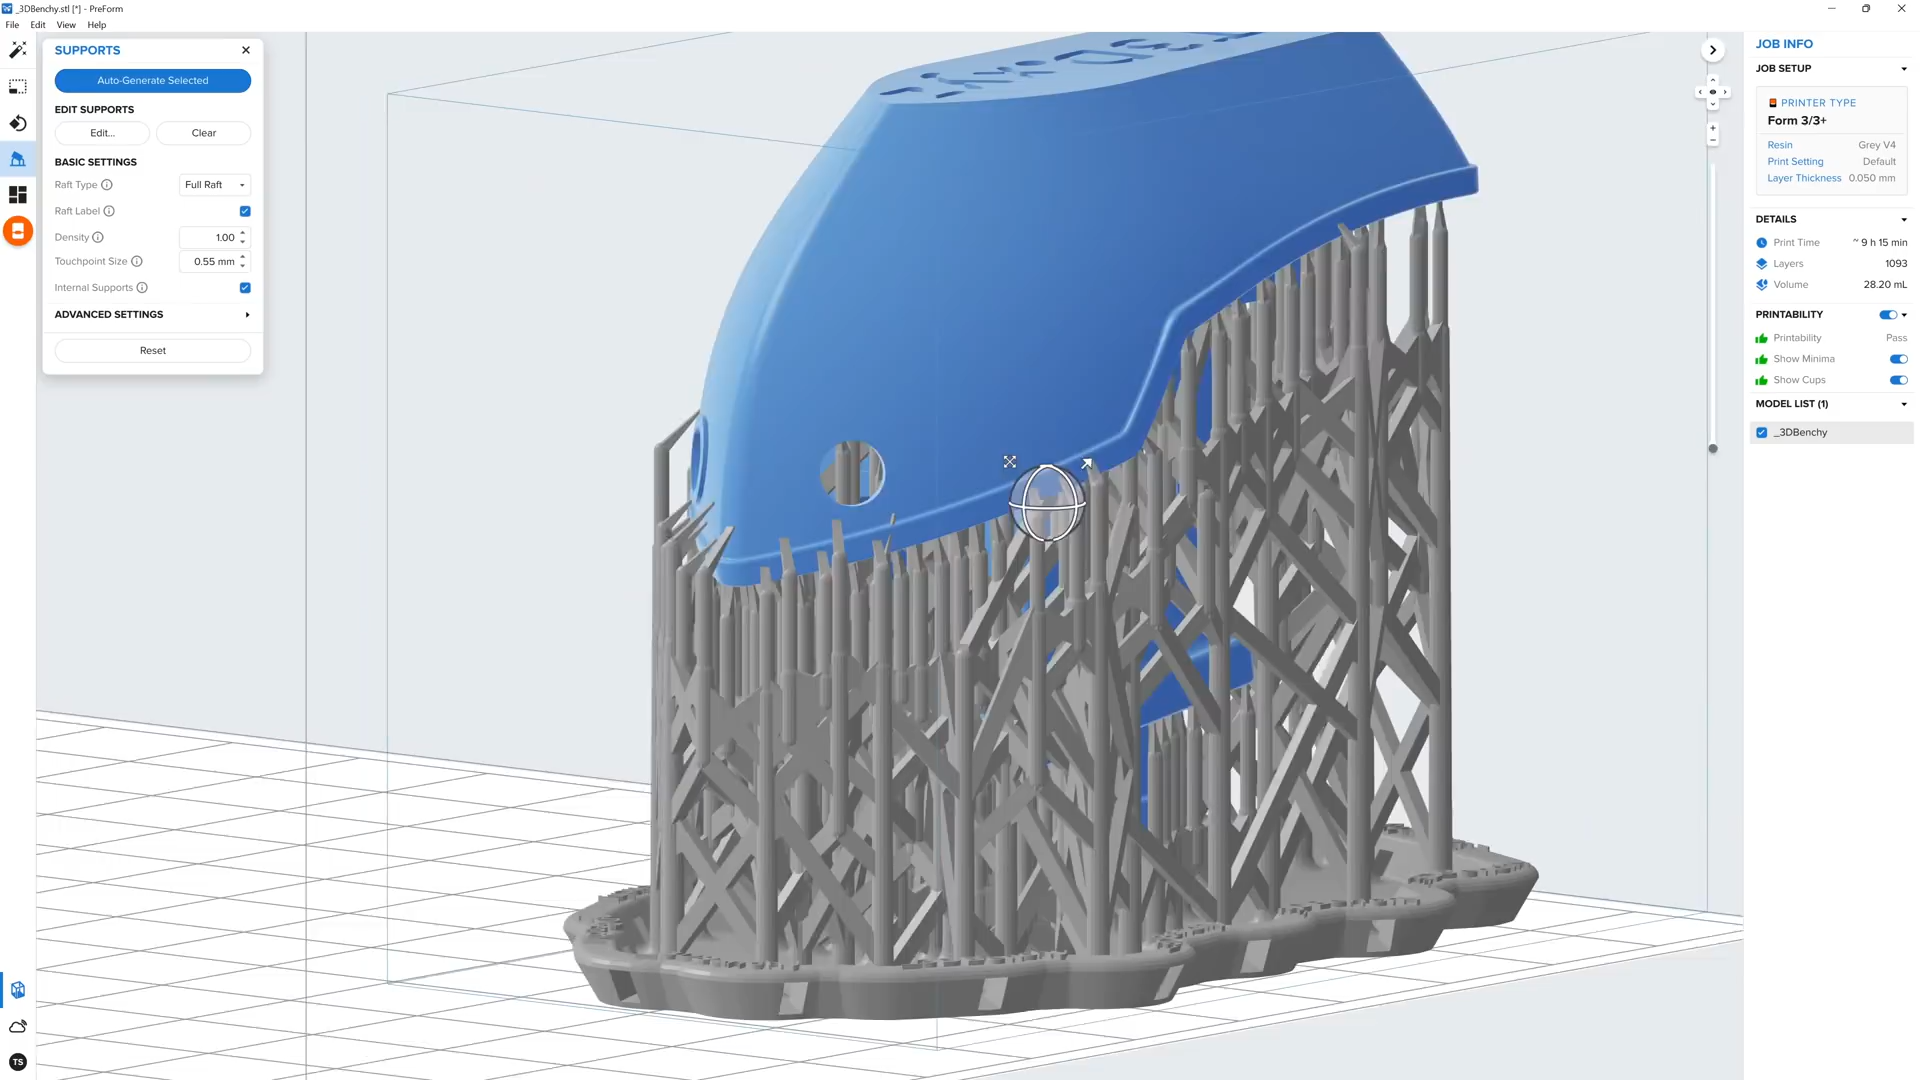 _3DBenchy.stl [*] - PreForm
File Edit View Help
SUPPORTS
Auto-Generate Selected
EDIT SUPPORTS
Edit... Clear
BASIC SETTINGS
Raft Type Full Raft
Raft Label
Density 1.00
Touchpoint Size 0.55 mm
Internal Supports
ADVANCED SETTINGS
Reset
TS
JOB INFO
JOB SETUP
PRINTER TYPE
Form 3/3+
Resin Grey V4
Print Setting Default
Layer Thickness 0.050 mm
DETAILS
Print Time ~ 9 h 15 min
Layers 1093
Volume 28.20 mL
PRINTABILITY
Printability Pass
Show Minima
Show Cups
MODEL LIST (1)
_3DBenchy